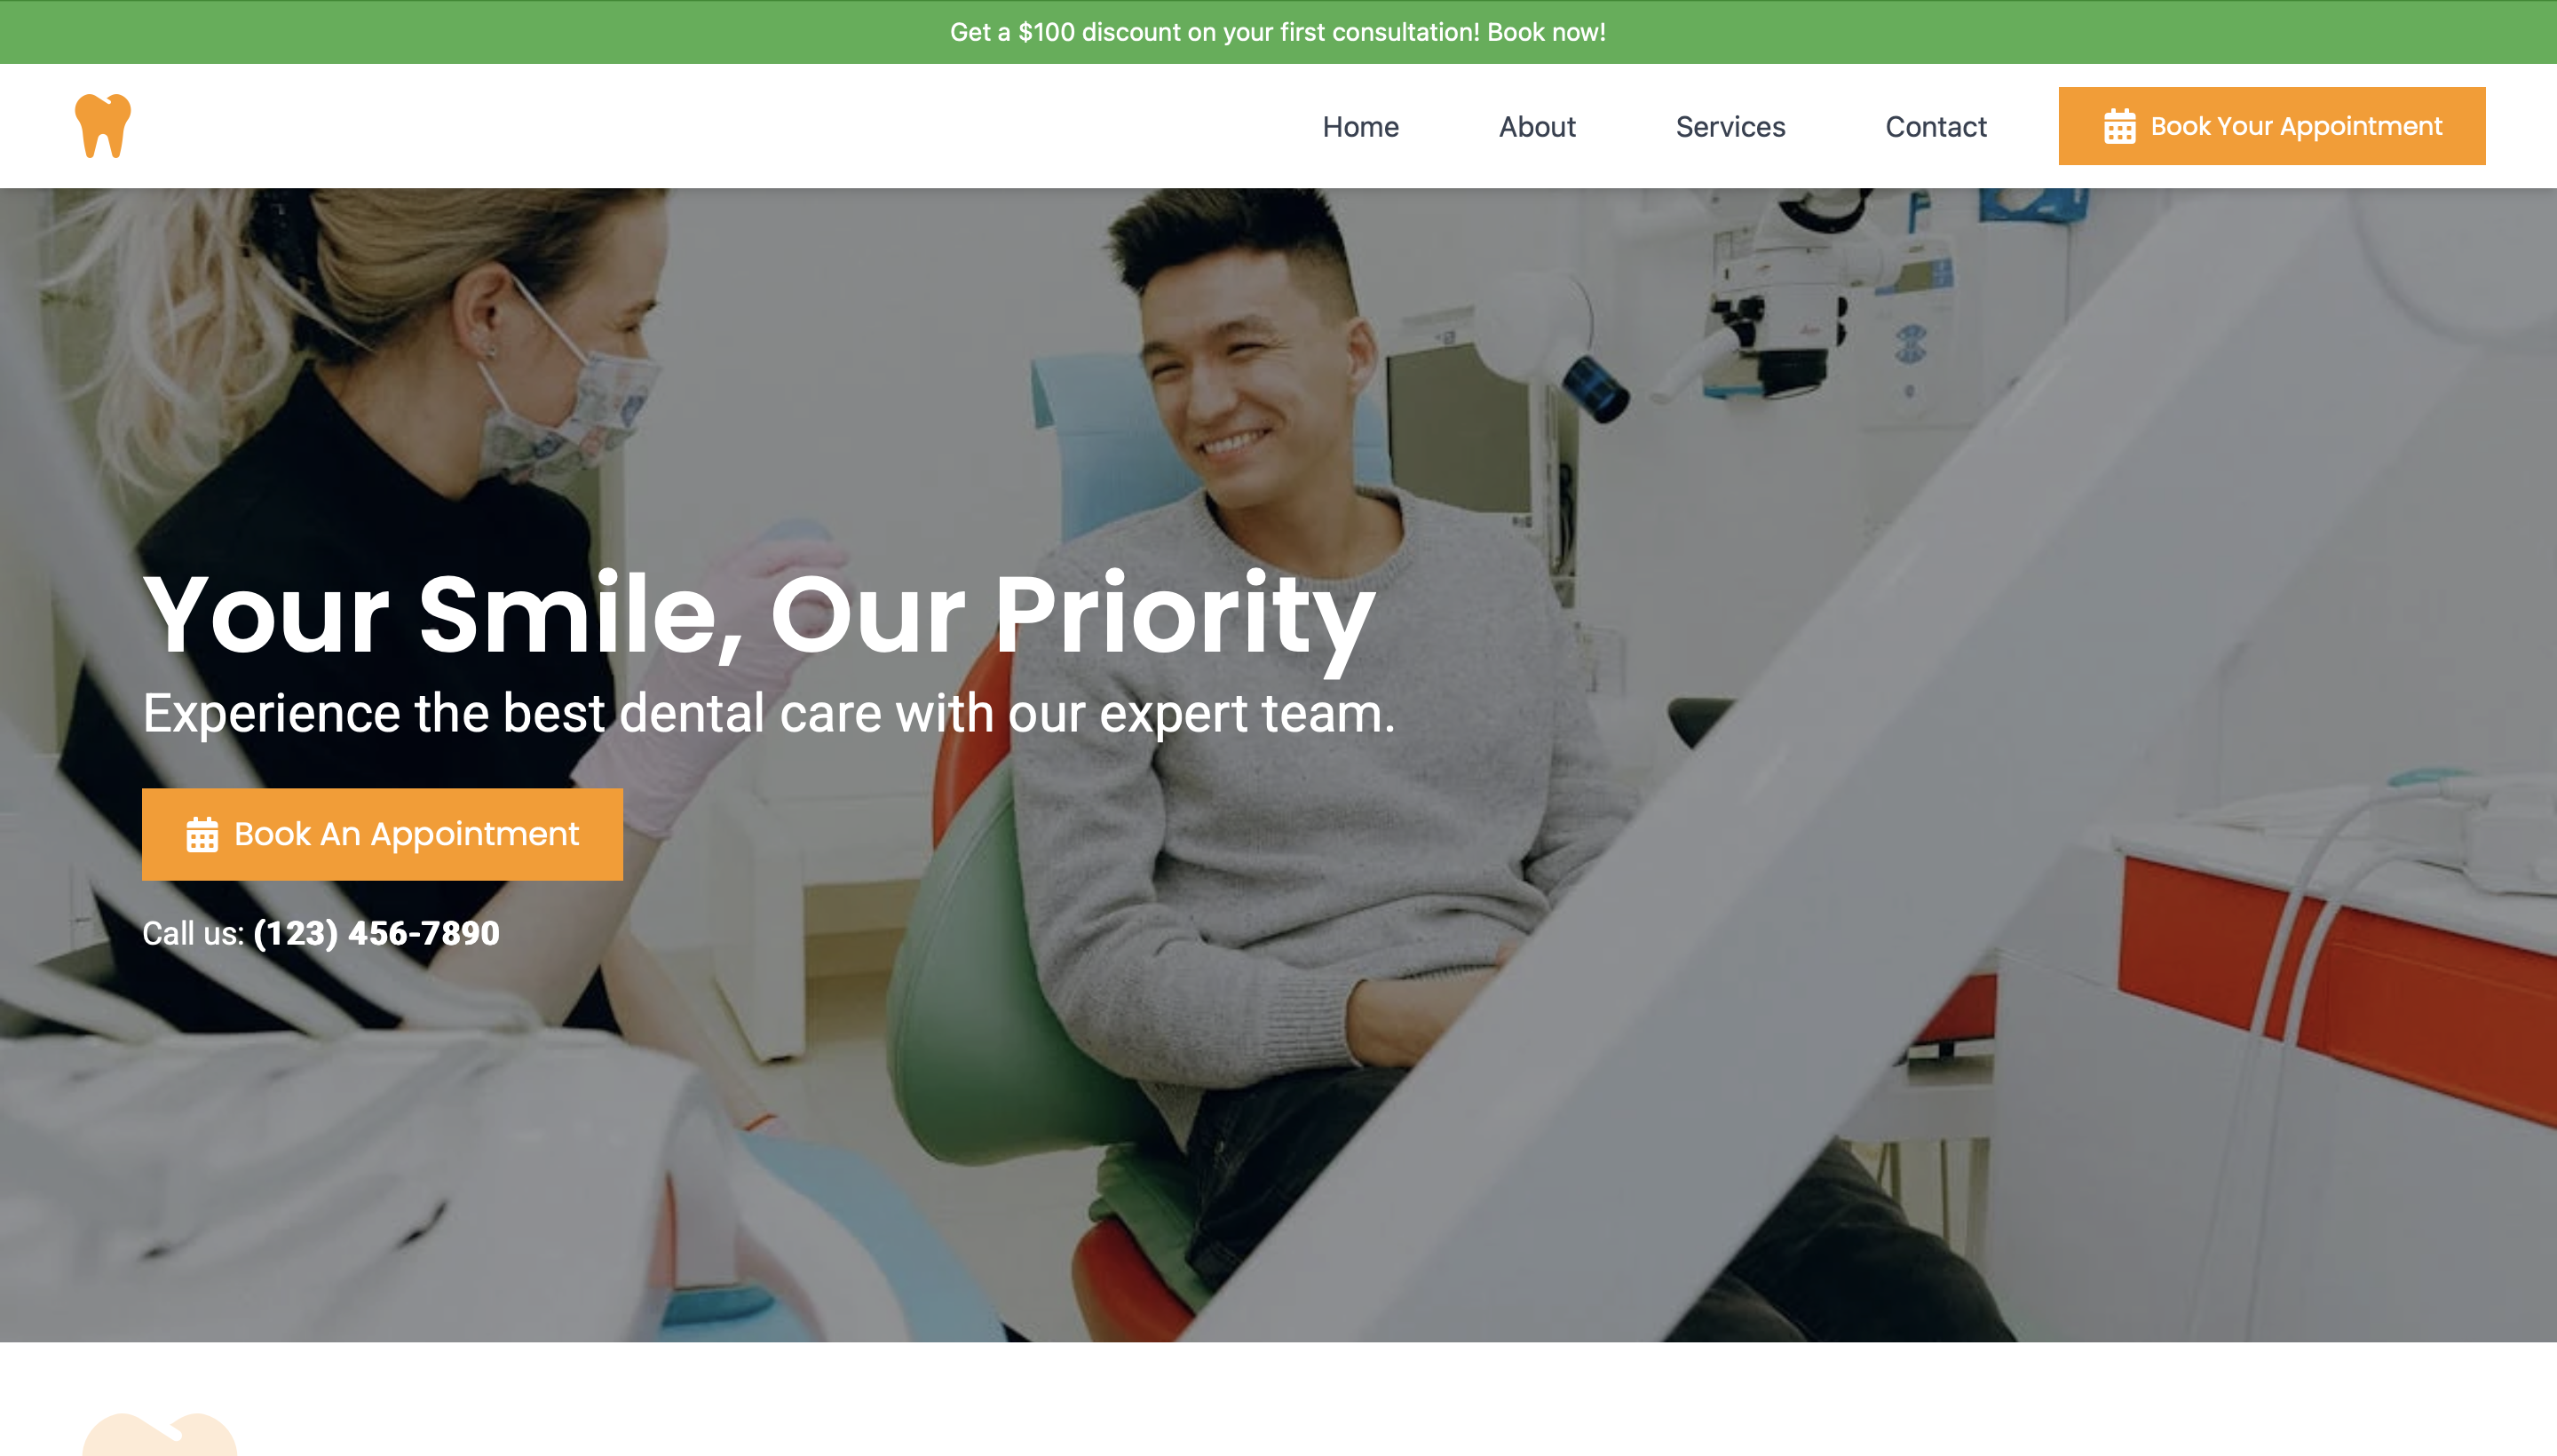 Get a $100 discount on your first consultation! Book now!
Home
About
Services
Contact
Book Your Appointment
Your Smile, Our Priority
Experience the best dental care with our expert team.
Book An Appointment
Call us: (123) 456-7890